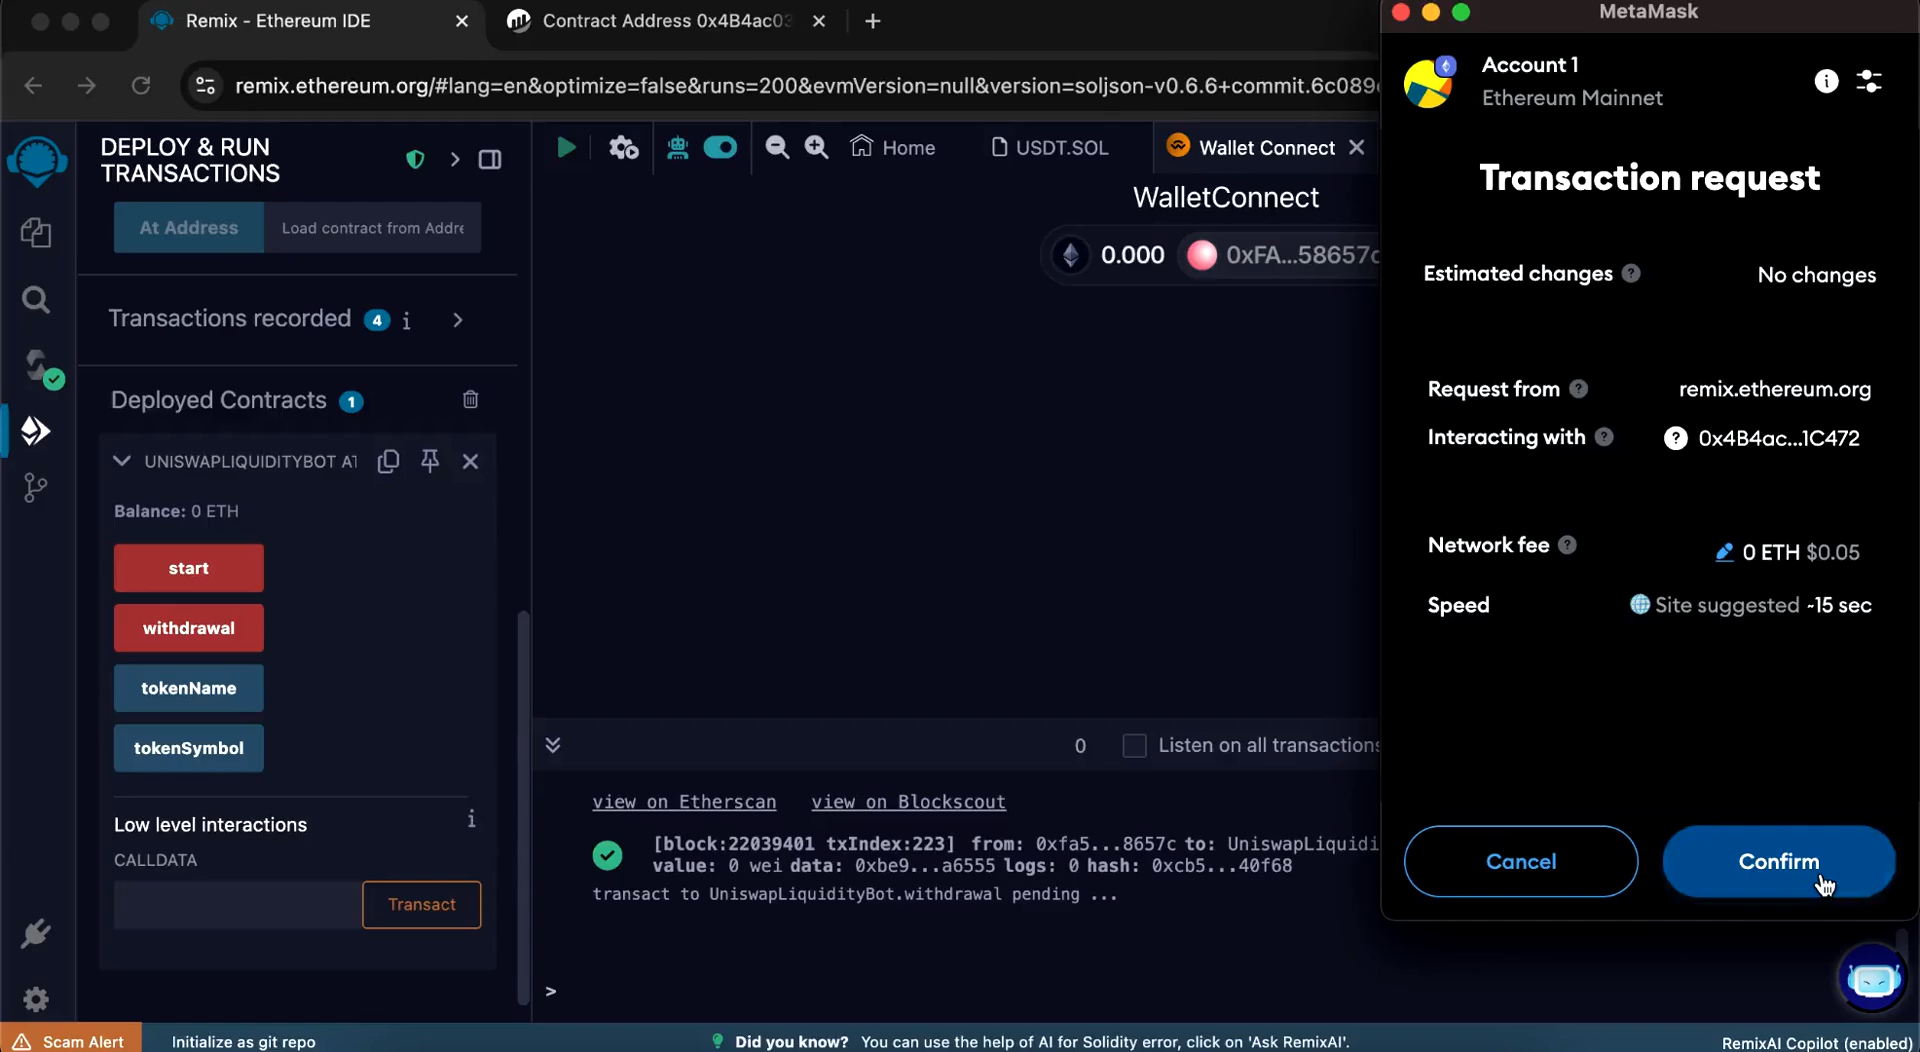 Remix - Ethereum IDE
Contract Address 0x4B4ac03
remix.ethereum.org/#lang=en&optimize=false&runs=200&evmVersion=null&version=soljson-v0.6.6+commit.6c089e
DEPLOY & RUN
TRANSACTIONS
At Address
Load contract from Addre
Transactions recorded 4 i
Deployed Contracts 1
UNISWAPLIQUIDITYBOT AT
Balance: 0 ETH
start
withdrawal
tokenName
tokenSymbol
Low level interactions i
CALLDATA
Transact
Home
USDT.SOL
Wallet Connect
WalletConnect
0.000
0xFA...58657c
0
Listen on all transactions
view on Etherscan
view on Blockscout
[block:22039401 txIndex:223] from: 0xfa5...8657c to: UniswapLiquidi
value: 0 wei data: 0xbe9...a6555 logs: 0 hash: 0xcb5...40f68
transact to UniswapLiquidityBot.withdrawal pending ...
>
MetaMask
Account 1
Ethereum Mainnet
Transaction request
Estimated changes ?
No changes
Request from ?
remix.ethereum.org
Interacting with ?
? 0x4B4ac...1C472
Network fee ?
0 ETH $0.05
Speed
Site suggested ~15 sec
Cancel
Confirm
Scam Alert
Initialize as git repo
Did you know? You can use the help of AI for Solidity error, click on 'Ask RemixAI'.
RemixAI Copilot (enabled)